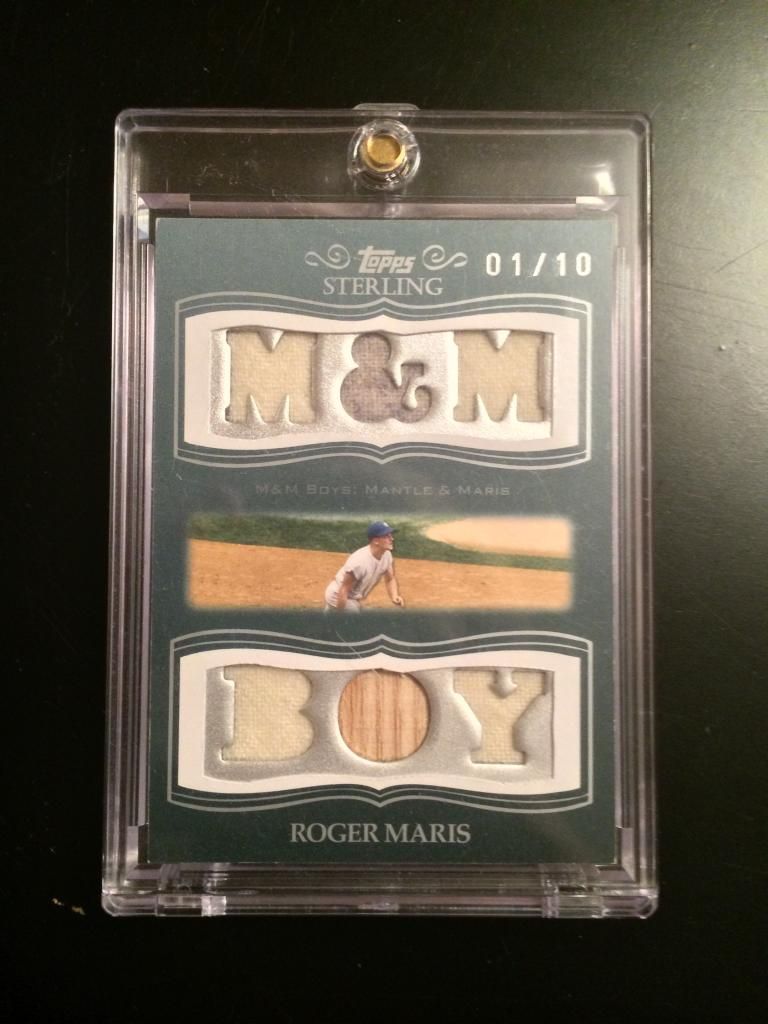 Topps 01/10
STERLING
M&M
M&M BOYS: MANTLE & MARIS
BOY
ROGER MARIS